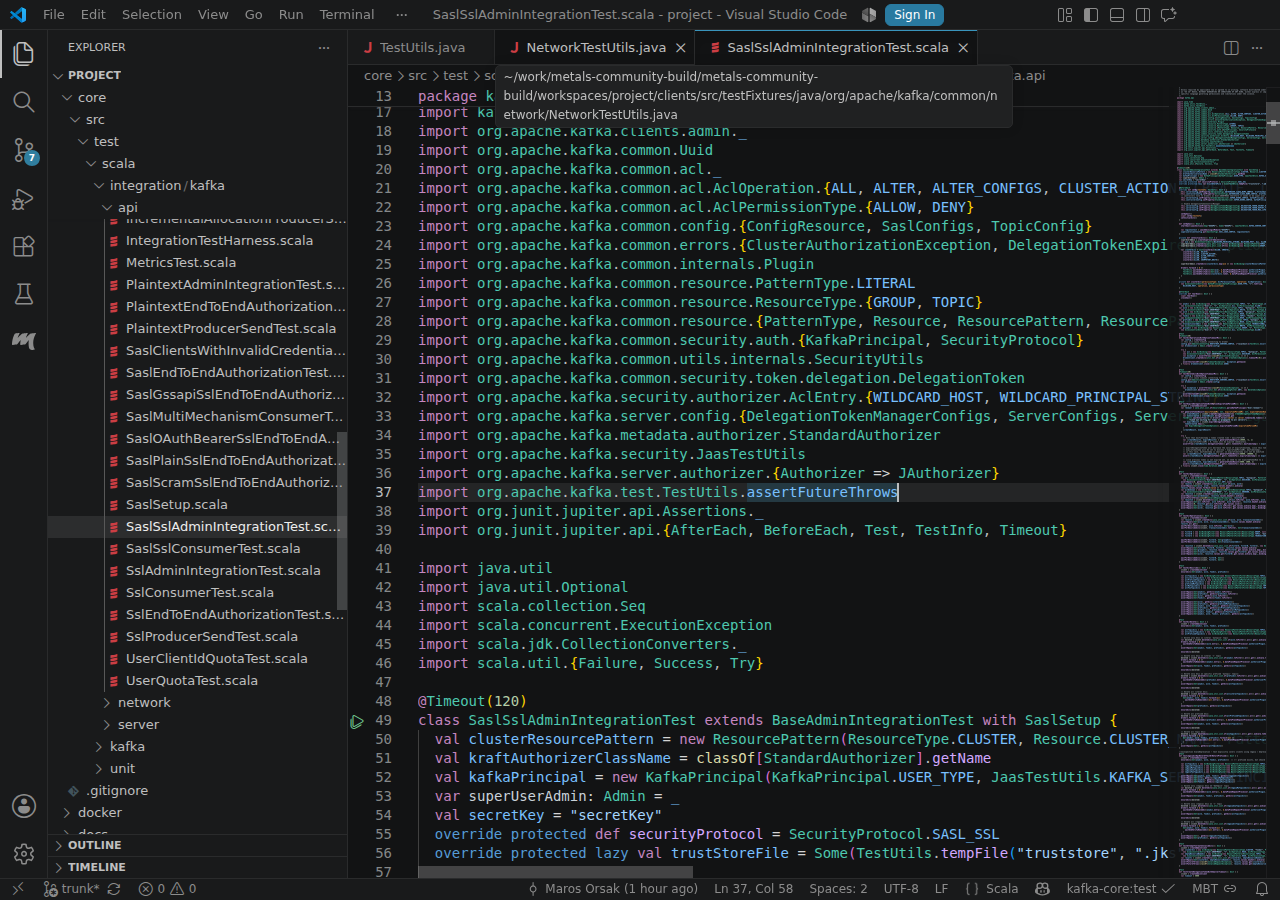 File Edit Selection View Go Run Terminal ··· SaslSslAdminIntegrationTest.scala - project - Visual Studio Code Sign In
EXPLORER ···
TestUtils.java NetworkTestUtils.java SaslSslAdminIntegrationTest.scala ···
PROJECT
core > src > test >
~/work/metals-community-build/metals-community-
build/workspaces/project/clients/src/testFixtures/java/org/apache/kafka/common/n
etwork/NetworkTestUtils.java
core
src
test
scala
integration / kafka
api
IncrementalAllocationProducerS...
IntegrationTestHarness.scala
MetricsTest.scala
PlaintextAdminIntegrationTest.s...
PlaintextEndToEndAuthorization...
PlaintextProducerSendTest.scala
SaslClientsWithInvalidCredentia...
SaslEndToEndAuthorizationTest....
SaslGssapiSslEndToEndAuthoriz...
SaslMultiMechanismConsumerT...
SaslOAuthBearerSslEndToEndA...
SaslPlainSslEndToEndAuthorizat...
SaslScramSslEndToEndAuthoriz...
SaslSetup.scala
SaslSslAdminIntegrationTest.sc...
SaslSslConsumerTest.scala
SslAdminIntegrationTest.scala
SslConsumerTest.scala
SslEndToEndAuthorizationTest.s...
SslProducerSendTest.scala
UserClientIdQuotaTest.scala
UserQuotaTest.scala
network
server
kafka
unit
.gitignore
docker
docs
OUTLINE
TIMELINE
13 package k
17 import ka
18 import org.apache.kafka.clients.admin._
19 import org.apache.kafka.common.Uuid
20 import org.apache.kafka.common.acl._
21 import org.apache.kafka.common.acl.AclOperation.{ALL, ALTER, ALTER_CONFIGS, CLUSTER_ACTIO
22 import org.apache.kafka.common.acl.AclPermissionType.{ALLOW, DENY}
23 import org.apache.kafka.common.config.{ConfigResource, SaslConfigs, TopicConfig}
24 import org.apache.kafka.common.errors.{ClusterAuthorizationException, DelegationTokenExpi
25 import org.apache.kafka.common.internals.Plugin
26 import org.apache.kafka.common.resource.PatternType.LITERAL
27 import org.apache.kafka.common.resource.ResourceType.{GROUP, TOPIC}
28 import org.apache.kafka.common.resource.{PatternType, Resource, ResourcePattern, Resource
29 import org.apache.kafka.common.security.auth.{KafkaPrincipal, SecurityProtocol}
30 import org.apache.kafka.common.utils.internals.SecurityUtils
31 import org.apache.kafka.common.security.token.delegation.DelegationToken
32 import org.apache.kafka.security.authorizer.AclEntry.{WILDCARD_HOST, WILDCARD_PRINCIPAL_S
33 import org.apache.kafka.server.config.{DelegationTokenManagerConfigs, ServerConfigs, Serv
34 import org.apache.kafka.metadata.authorizer.StandardAuthorizer
35 import org.apache.kafka.security.JaasTestUtils
36 import org.apache.kafka.server.authorizer.{Authorizer => JAuthorizer}
37 import org.apache.kafka.test.TestUtils.assertFutureThrows
38 import org.junit.jupiter.api.Assertions._
39 import org.junit.jupiter.api.{AfterEach, BeforeEach, Test, TestInfo, Timeout}
40
41 import java.util
42 import java.util.Optional
43 import scala.collection.Seq
44 import scala.concurrent.ExecutionException
45 import scala.jdk.CollectionConverters._
46 import scala.util.{Failure, Success, Try}
47
48 @Timeout(120)
49 class SaslSslAdminIntegrationTest extends BaseAdminIntegrationTest with SaslSetup {
50 val clusterResourcePattern = new ResourcePattern(ResourceType.CLUSTER, Resource.CLUSTER
51 val kraftAuthorizerClassName = classOf[StandardAuthorizer].getName
52 val kafkaPrincipal = new KafkaPrincipal(KafkaPrincipal.USER_TYPE, JaasTestUtils.KAFKA_SE
53 var superUserAdmin: Admin = _
54 val secretKey = "secretKey"
55 override protected def securityProtocol = SecurityProtocol.SASL_SSL
56 override protected lazy val trustStoreFile = Some(TestUtils.tempFile("truststore", ".jks
57
7
trunk* 0 0 Maros Orsak (1 hour ago) Ln 37, Col 58 Spaces: 2 UTF-8 LF { } Scala kafka-core:test MBT